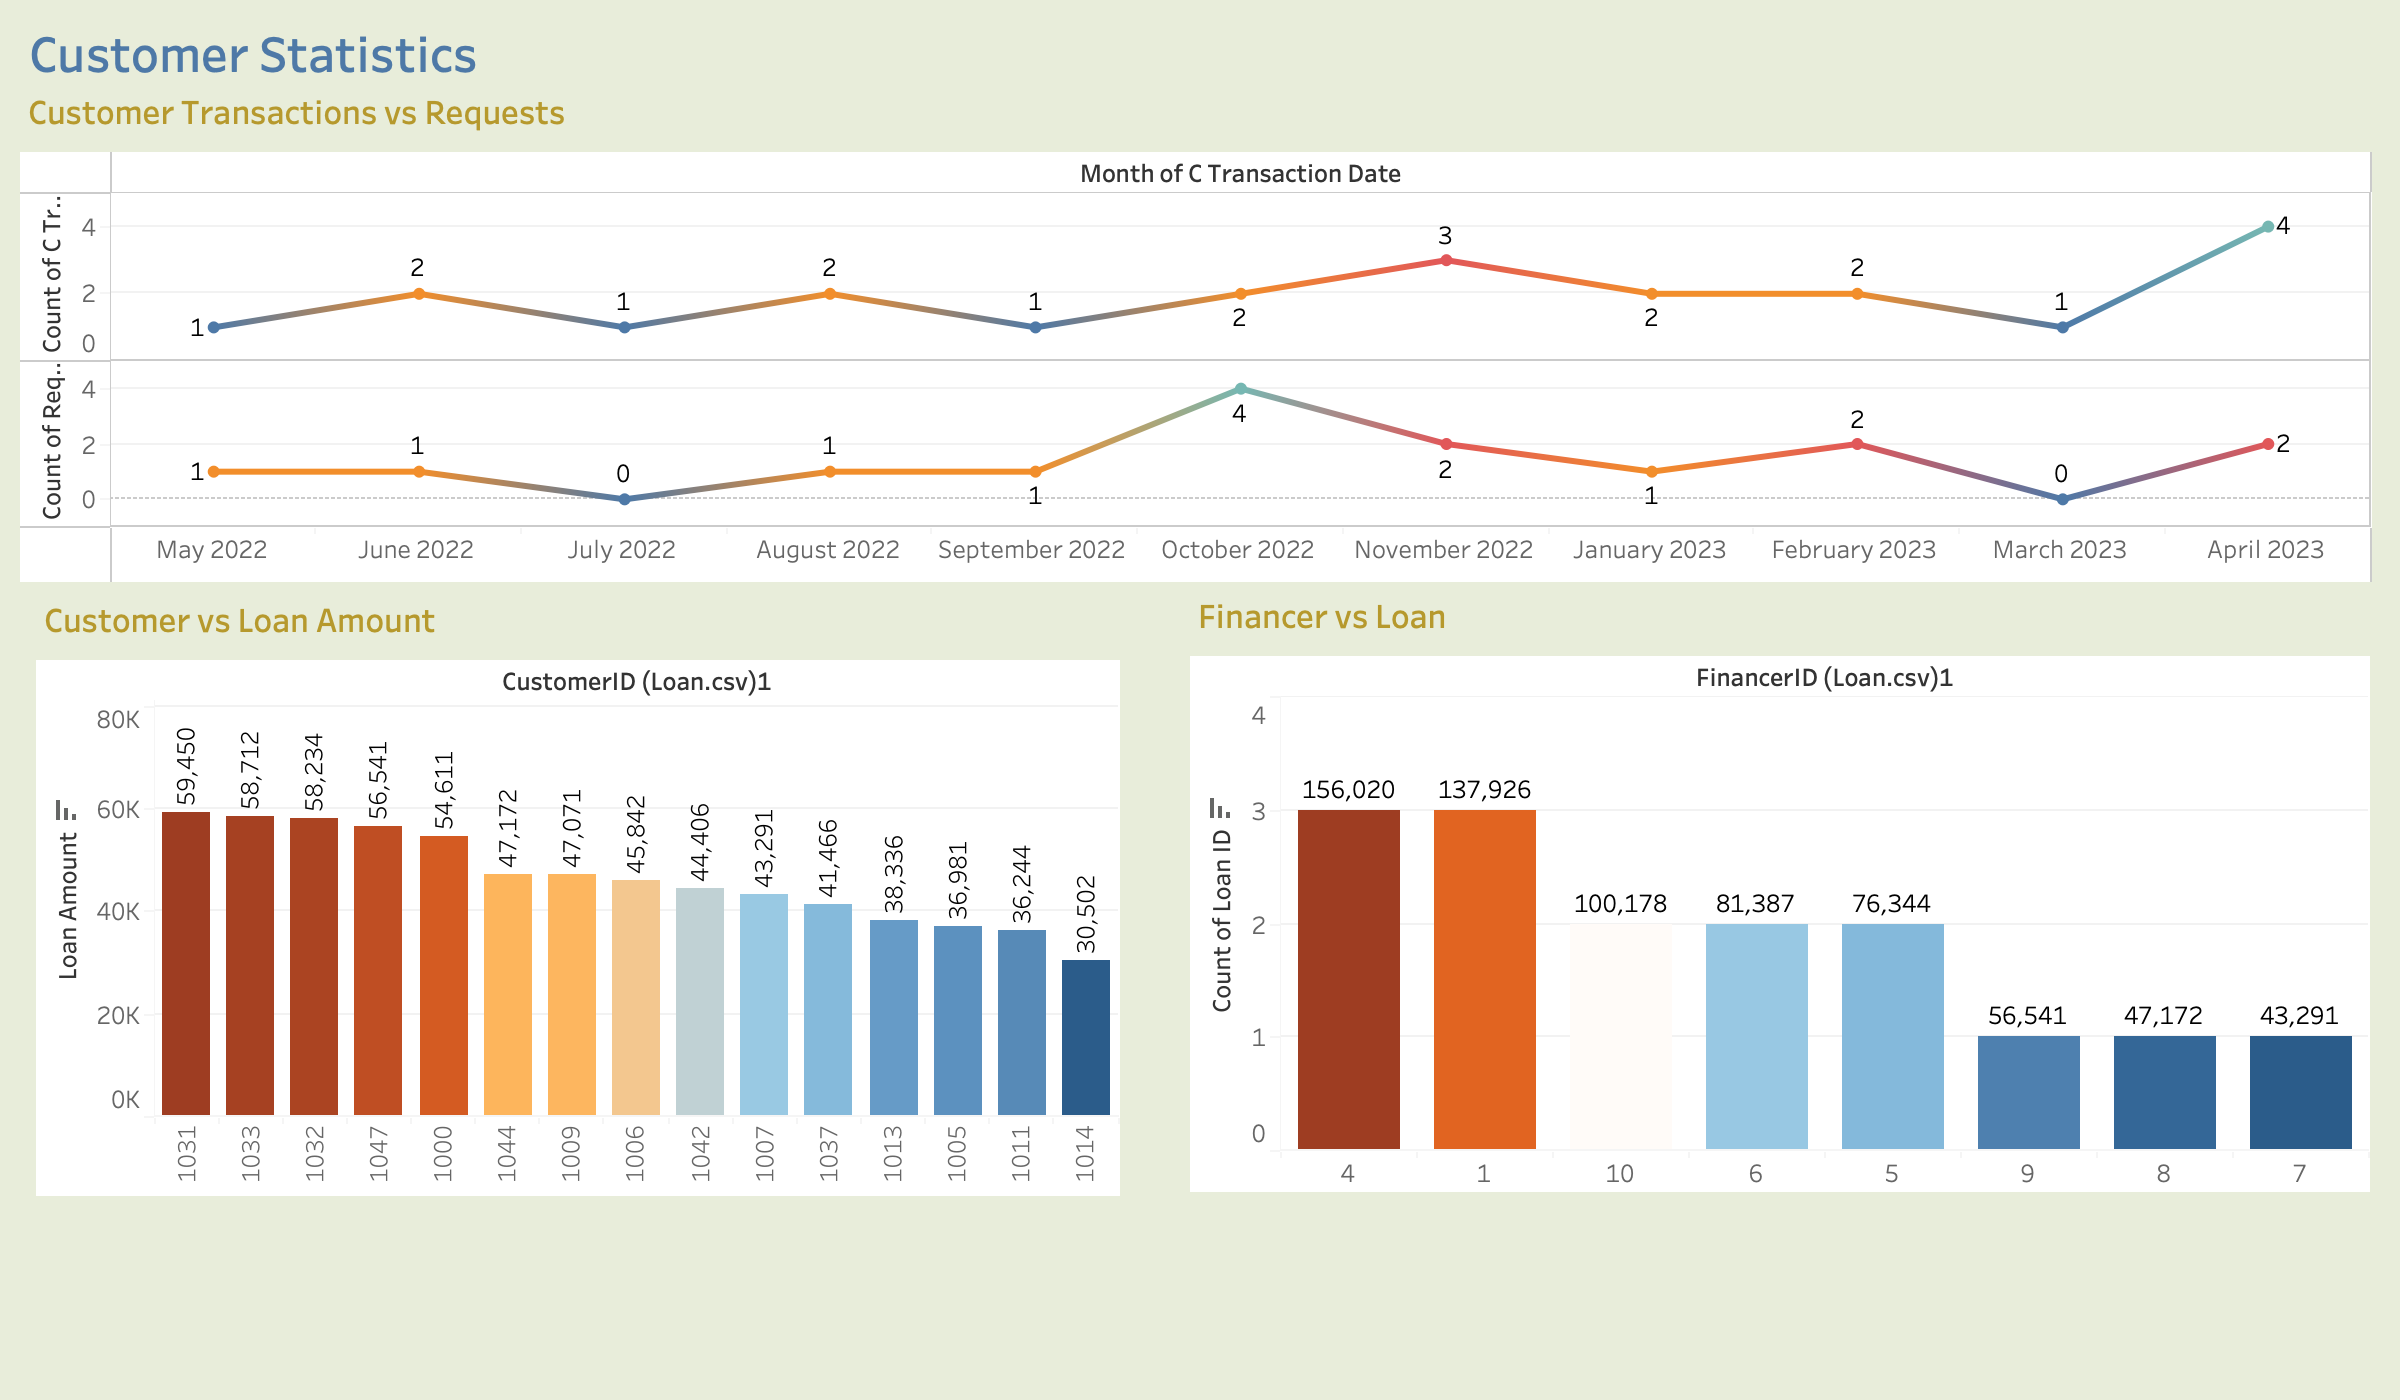 Customer Statistics
Customer Transactions vs Requests
Month of C Transaction Date
Count of C Tr..
4
2
0
1
2
1
2
1
2
3
2
2
1
4
Count of Req..
4
2
0
1
1
0
1
1
4
2
1
2
0
2
May 2022 June 2022 July 2022 August 2022 September 2022 October 2022 November 2022 January 2023 February 2023 March 2023 April 2023
Customer vs Loan Amount
CustomerID (Loan.csv)1
Loan Amount
80K
60K
40K
20K
0K
59,450 58,712 58,234 56,541 54,611 47,172 47,071 45,842 44,406 43,291 41,466 38,336 36,981 36,244 30,502
1031 1033 1032 1047 1000 1044 1009 1006 1042 1007 1037 1013 1005 1011 1014
Financer vs Loan
FinancerID (Loan.csv)1
Count of Loan ID
4
3
2
1
0
156,020 137,926 100,178 81,387 76,344 56,541 47,172 43,291
4 1 10 6 5 9 8 7